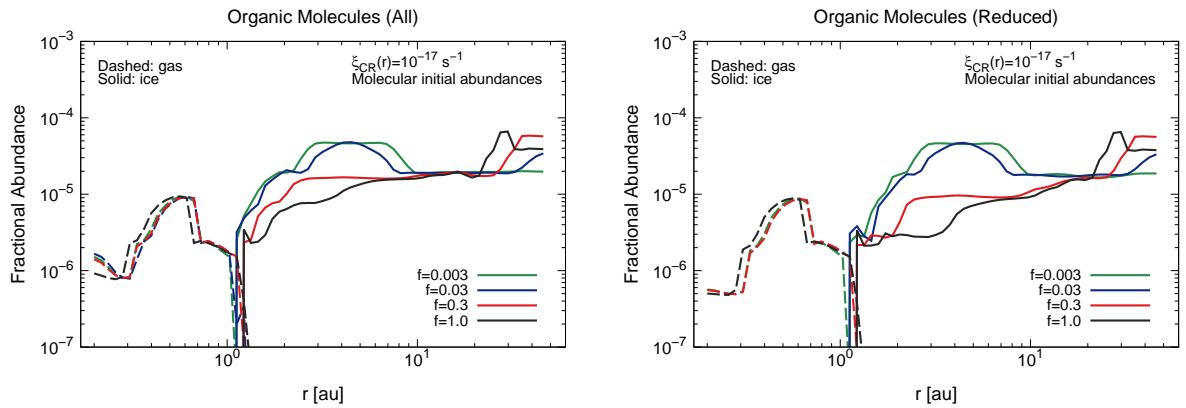 Organic Molecules (All)
Fractional Abundance
10⁻³
10⁻⁴
10⁻⁵
10⁻⁶
10⁻⁷
Dashed: gas
Solid: ice
ξCR(r)=10⁻¹⁷ s⁻¹
Molecular initial abundances
f=0.003
f=0.03
f=0.3
f=1.0
10⁰
10¹
r [au]
Organic Molecules (Reduced)
Fractional Abundance
10⁻³
10⁻⁴
10⁻⁵
10⁻⁶
10⁻⁷
Dashed: gas
Solid: ice
ξCR(r)=10⁻¹⁷ s⁻¹
Molecular initial abundances
f=0.003
f=0.03
f=0.3
f=1.0
10⁰
10¹
r [au]